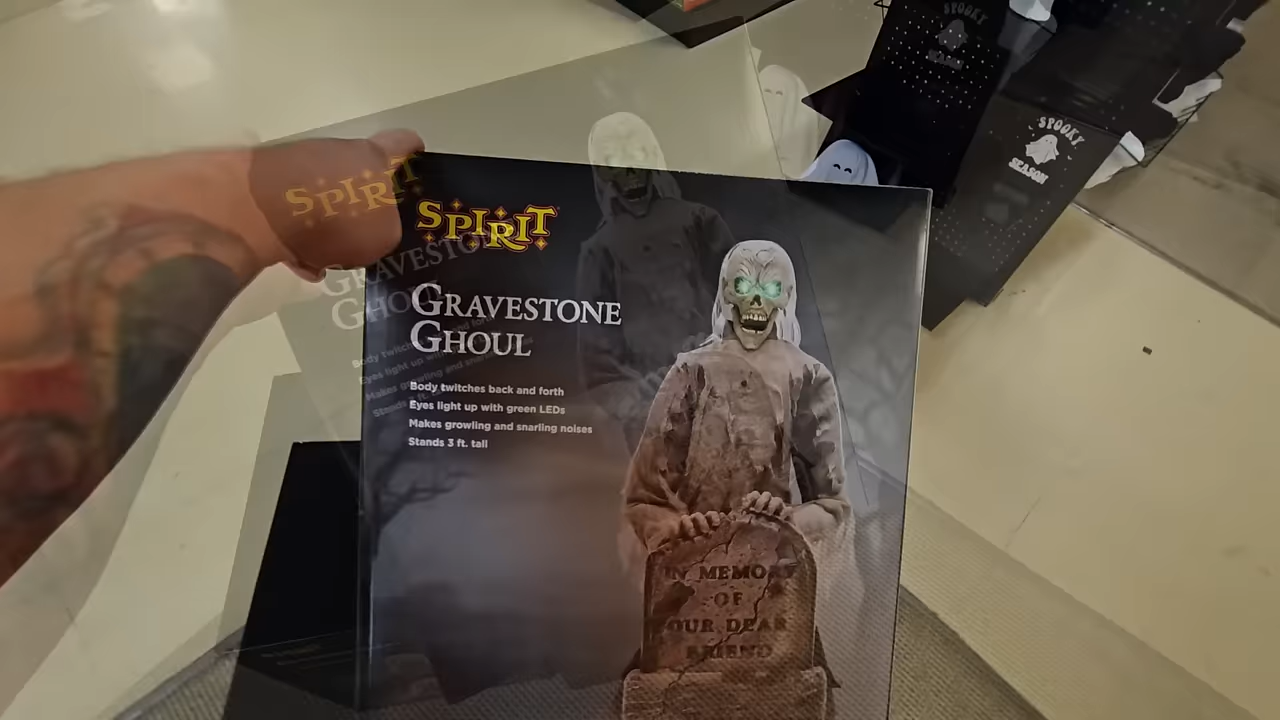 SPOOKY
SPOOKY
SEASON
SPIRIT
SPIRIT
GRAVESTONE
GHOUL
Body twitches back and forth
Eyes light up with green LEDs
Makes growling and snarling noises
Stands 3 ft. tall
IN MEMORY
OF
OUR DEAR
FRIEND